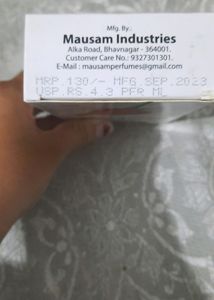 Mfg. By.:
Mausam Industries
Alka Road, Bhavnagar - 364001.
Customer Care No.: 9327301301.
E-Mail : mausamperfumes@gmail.com
MRP.130/- MFG.SEP.2023
USP.RS.4.3 PER ML